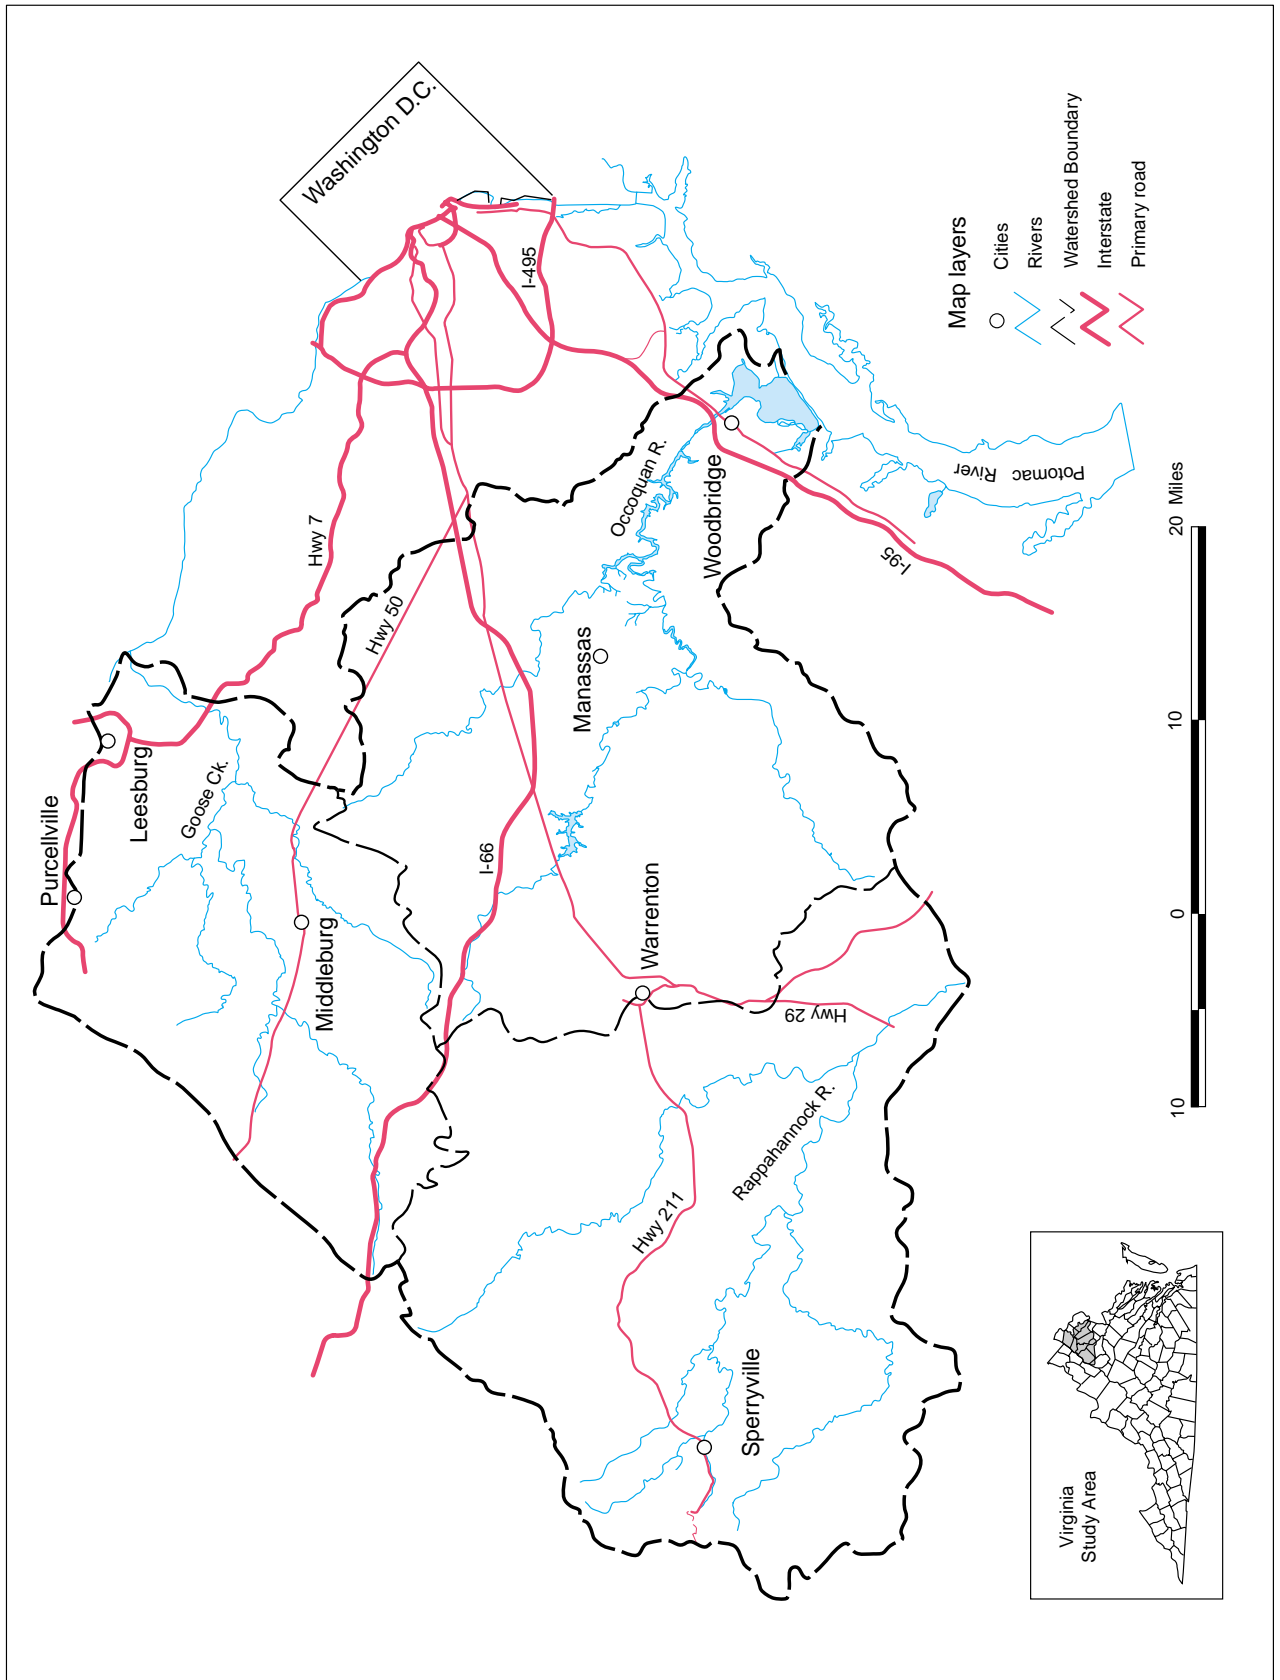 Washington D.C.
I-495
Hwy 7
Hwy 50
Occoquan R.
Woodbridge
Potomac
River
I-95
Manassas
Purcellville
Leesburg
Goose Ck.
Middleburg
I-66
Warrenton
Hwy 29
Rappahannock R.
Hwy 211
Sperryville
Map layers
Cities
Rivers
Watershed Boundary
Interstate
Primary road
10
0
10
20 Miles
Virginia
Study Area